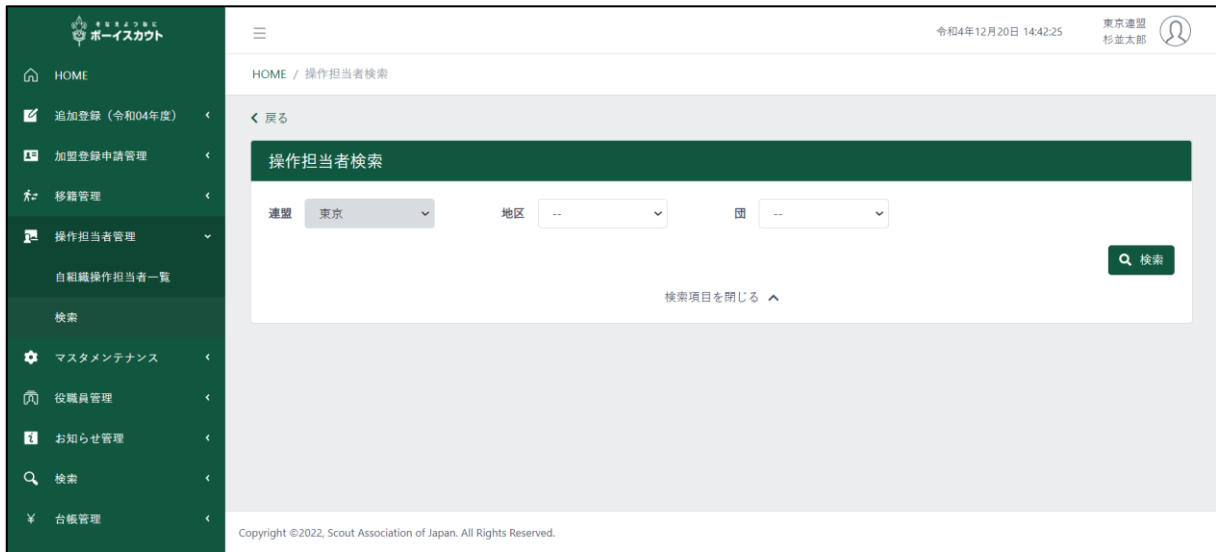 そなえよつねに
ボーイスカウト
令和4年12月20日 14:42:25
東京連盟
杉並太郎
HOME
追加登録（令和04年度）
加盟登録申請管理
移籍管理
操作担当者管理
自組織操作担当者一覧
検索
マスタメンテナンス
役職員管理
お知らせ管理
検索
台帳管理
HOME / 操作担当者検索
戻る
操作担当者検索
連盟 東京 地区 -- 団 --
検索
検索項目を閉じる
Copyright ©2022, Scout Association of Japan. All Rights Reserved.